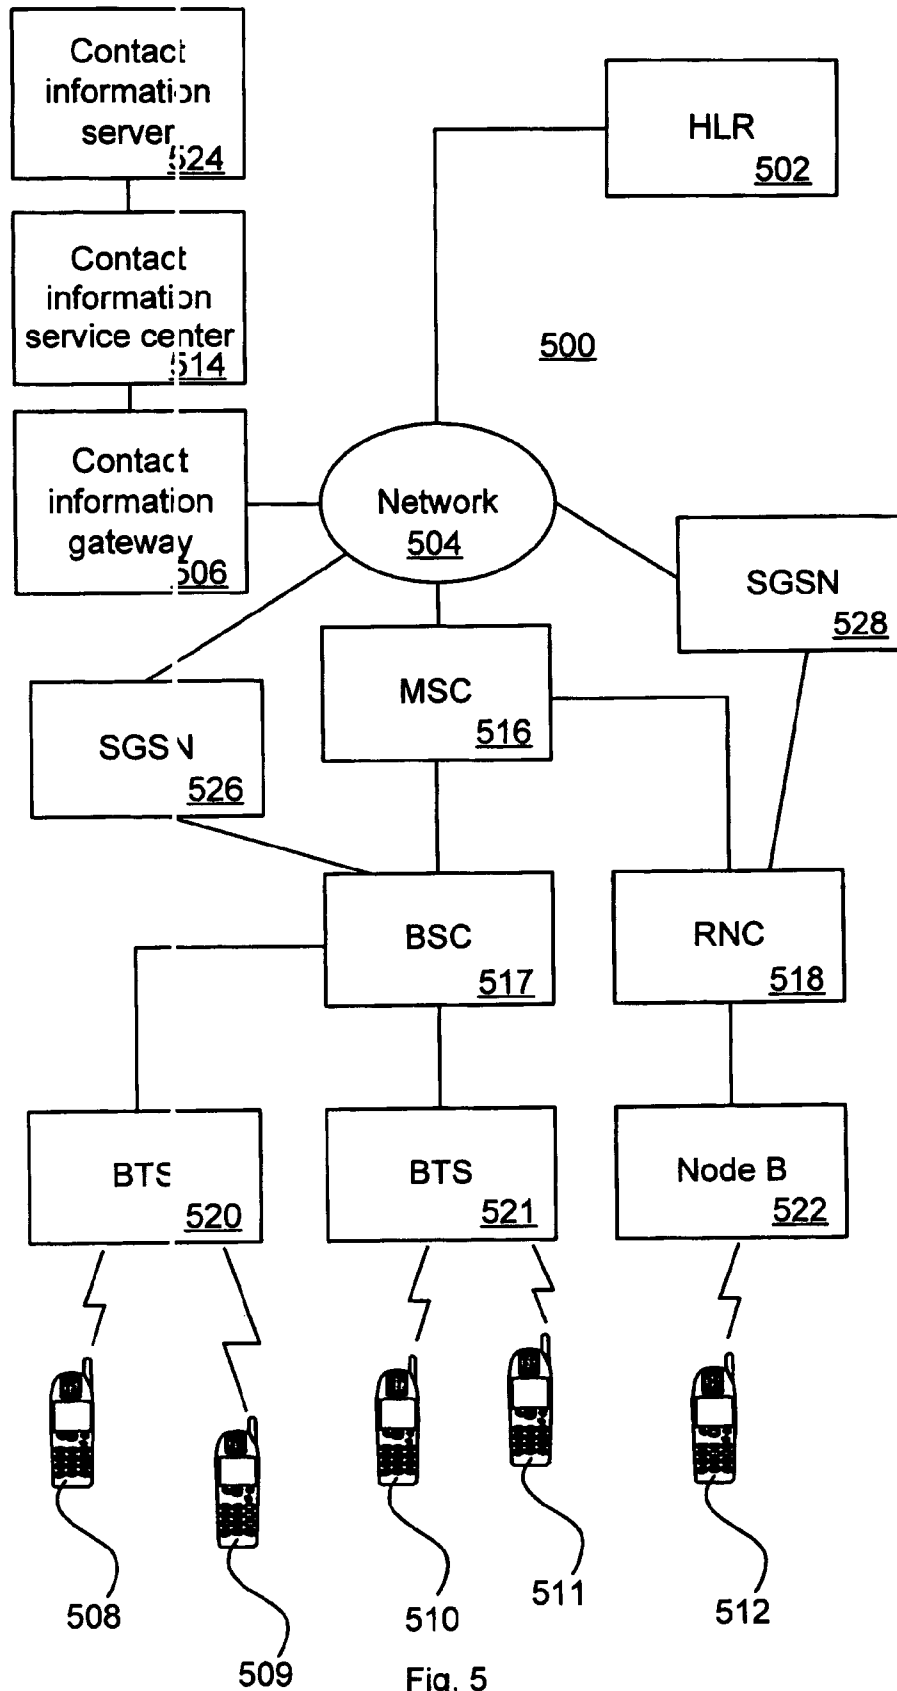 Contact
information
server
524
HLR
502
Contact
information
service center
514
500
Contact
information
gateway
506
Network
504
SGSN
528
MSC
516
SGSN
526
BSC
517
RNC
518
BTS
520
BTS
521
Node B
522
508
509
510
511
512
Fig. 5